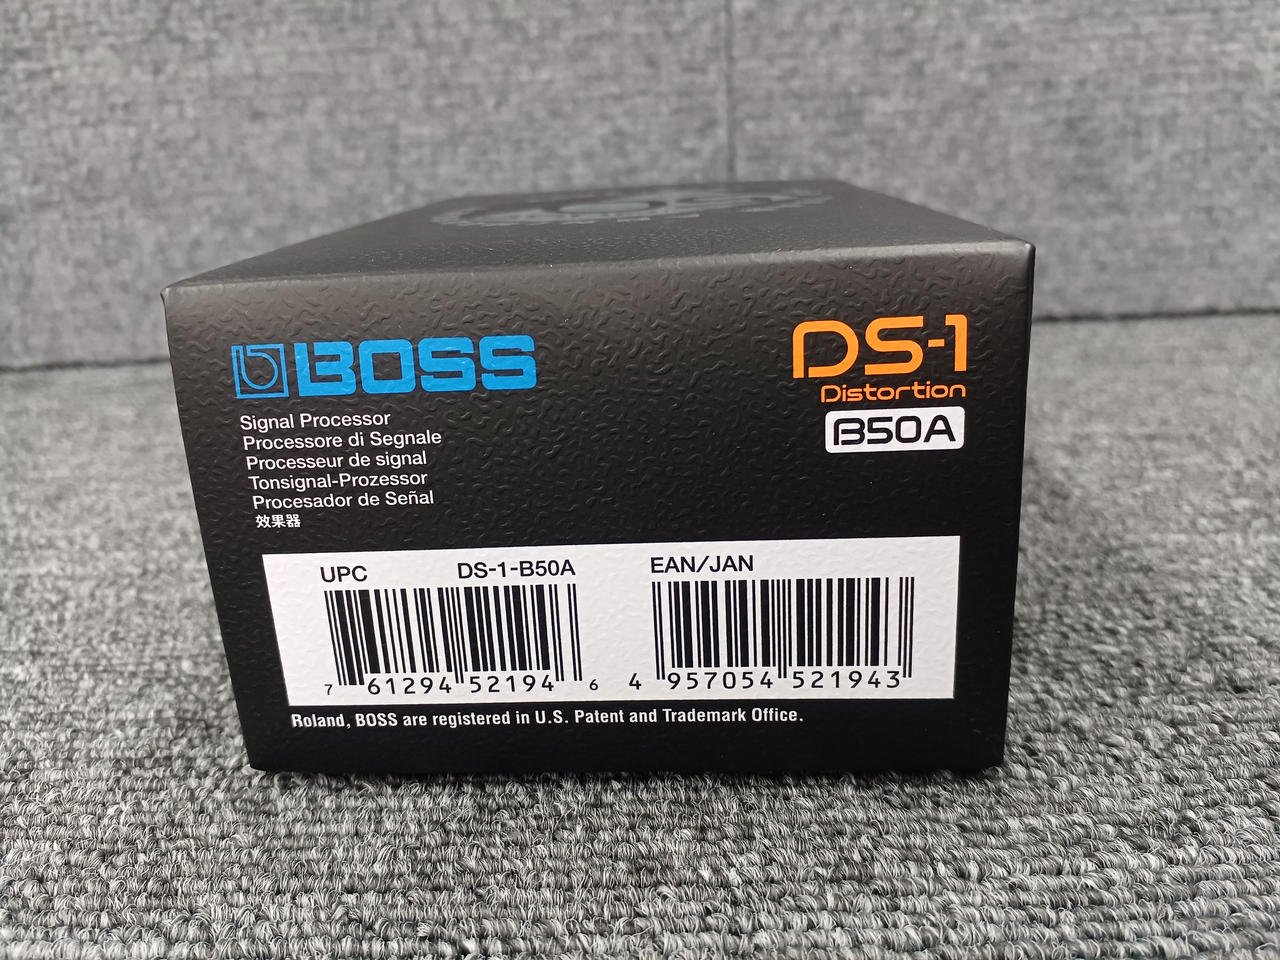 BOSS
Signal Processor
Processore di Segnale
Processeur de signal
Tonsignal-Prozessor
Procesador de Señal
效果器
DS-1
Distortion
B50A
UPC DS-1-B50A
7 61294 52194 6
EAN/JAN
4 957054 521943
Roland, BOSS are registered in U.S. Patent and Trademark Office.